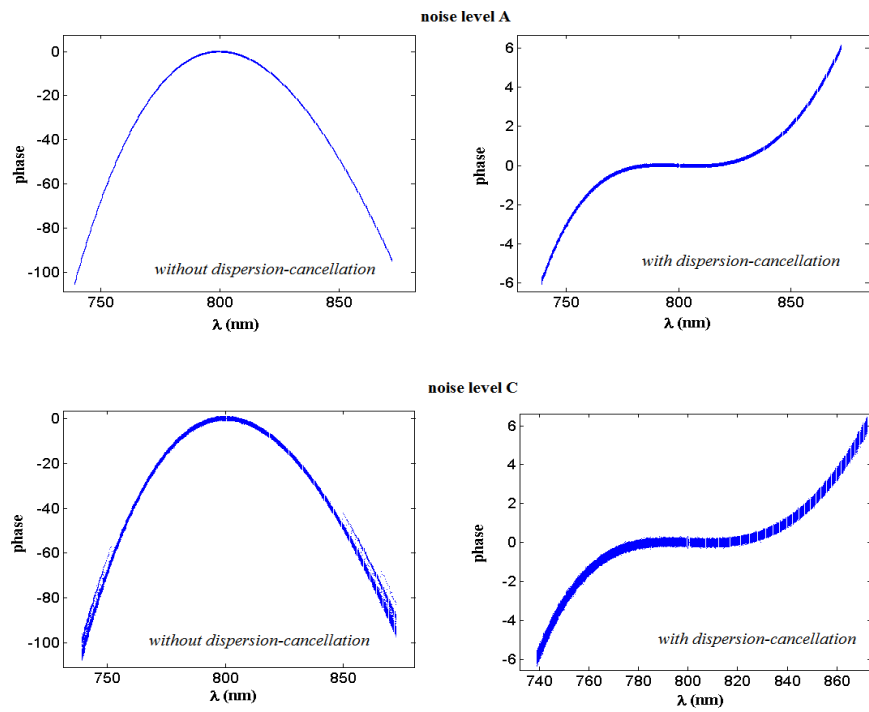 noise level A
0
-20
-40
-60
-80
-100
phase
without dispersion-cancellation
750 800 850
λ (nm)
6
4
2
0
-2
-4
-6
phase
with dispersion-cancellation
750 800 850
λ (nm)
noise level C
0
-20
-40
-60
-80
-100
phase
without dispersion-cancellation
750 800 850
λ (nm)
6
4
2
0
-2
-4
-6
phase
with dispersion-cancellation
740 760 780 800 820 840 860
λ (nm)